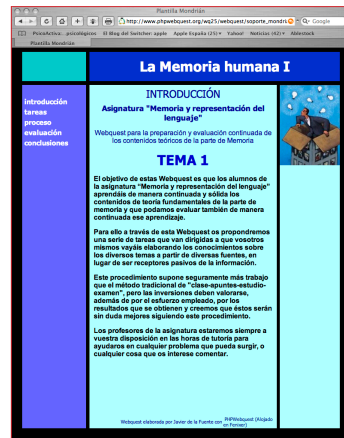 Plantilla Mondrián
http://www.phpwebquest.org/wq25/webquest/soporte_mondri
Google
PsicoActiva...psicológicos El Blog del Switcher: apple Apple España (25) Yahoo! Noticias (42) Ablestock
Plantilla Mondrián
La Memoria humana I
introducción
tareas
proceso
evaluación
conclusiones
INTRODUCCIÓN
Asignatura "Memoria y representación del
lenguaje"
Webquest para la preparación y evaluación continuada de
los contenidos teóricos de la parte de Memoria
TEMA 1
El objetivo de estas Webquest es que los alumnos de
la asignatura "Memoria y representación del lenguaje"
aprendáis de manera continuada y sólida los
contenidos de teoría fundamentales de la parte de
memoria y que podamos evaluar también de manera
continuada ese aprendizaje.
Para ello a través de esta Webquest os propondremos
una serie de tareas que van dirigidas a que vosotros
mismos vayáis elaborando los conocimientos sobre
los diversos temas a partir de diversas fuentes, en
lugar de ser receptores pasivos de la información.
Este procedimiento supone seguramente más trabajo
que el método tradicional de "clase-apuntes-estudio-
examen", pero las inversiones deben valorarse,
además de por el esfuerzo empleado, por los
resultados que se obtienen y creemos que éstos serán
sin duda mejores siguiendo este procedimiento.
Los profesores de la asignatura estaremos siempre a
vuestra disposición en las horas de tutoría para
ayudaros en cualquier problema que pueda surgir, o
cualquier cosa que os interese comentar.
Webquest elaborada por Javier de la Fuente con PHPWebquest (Alojado
en Feriser)